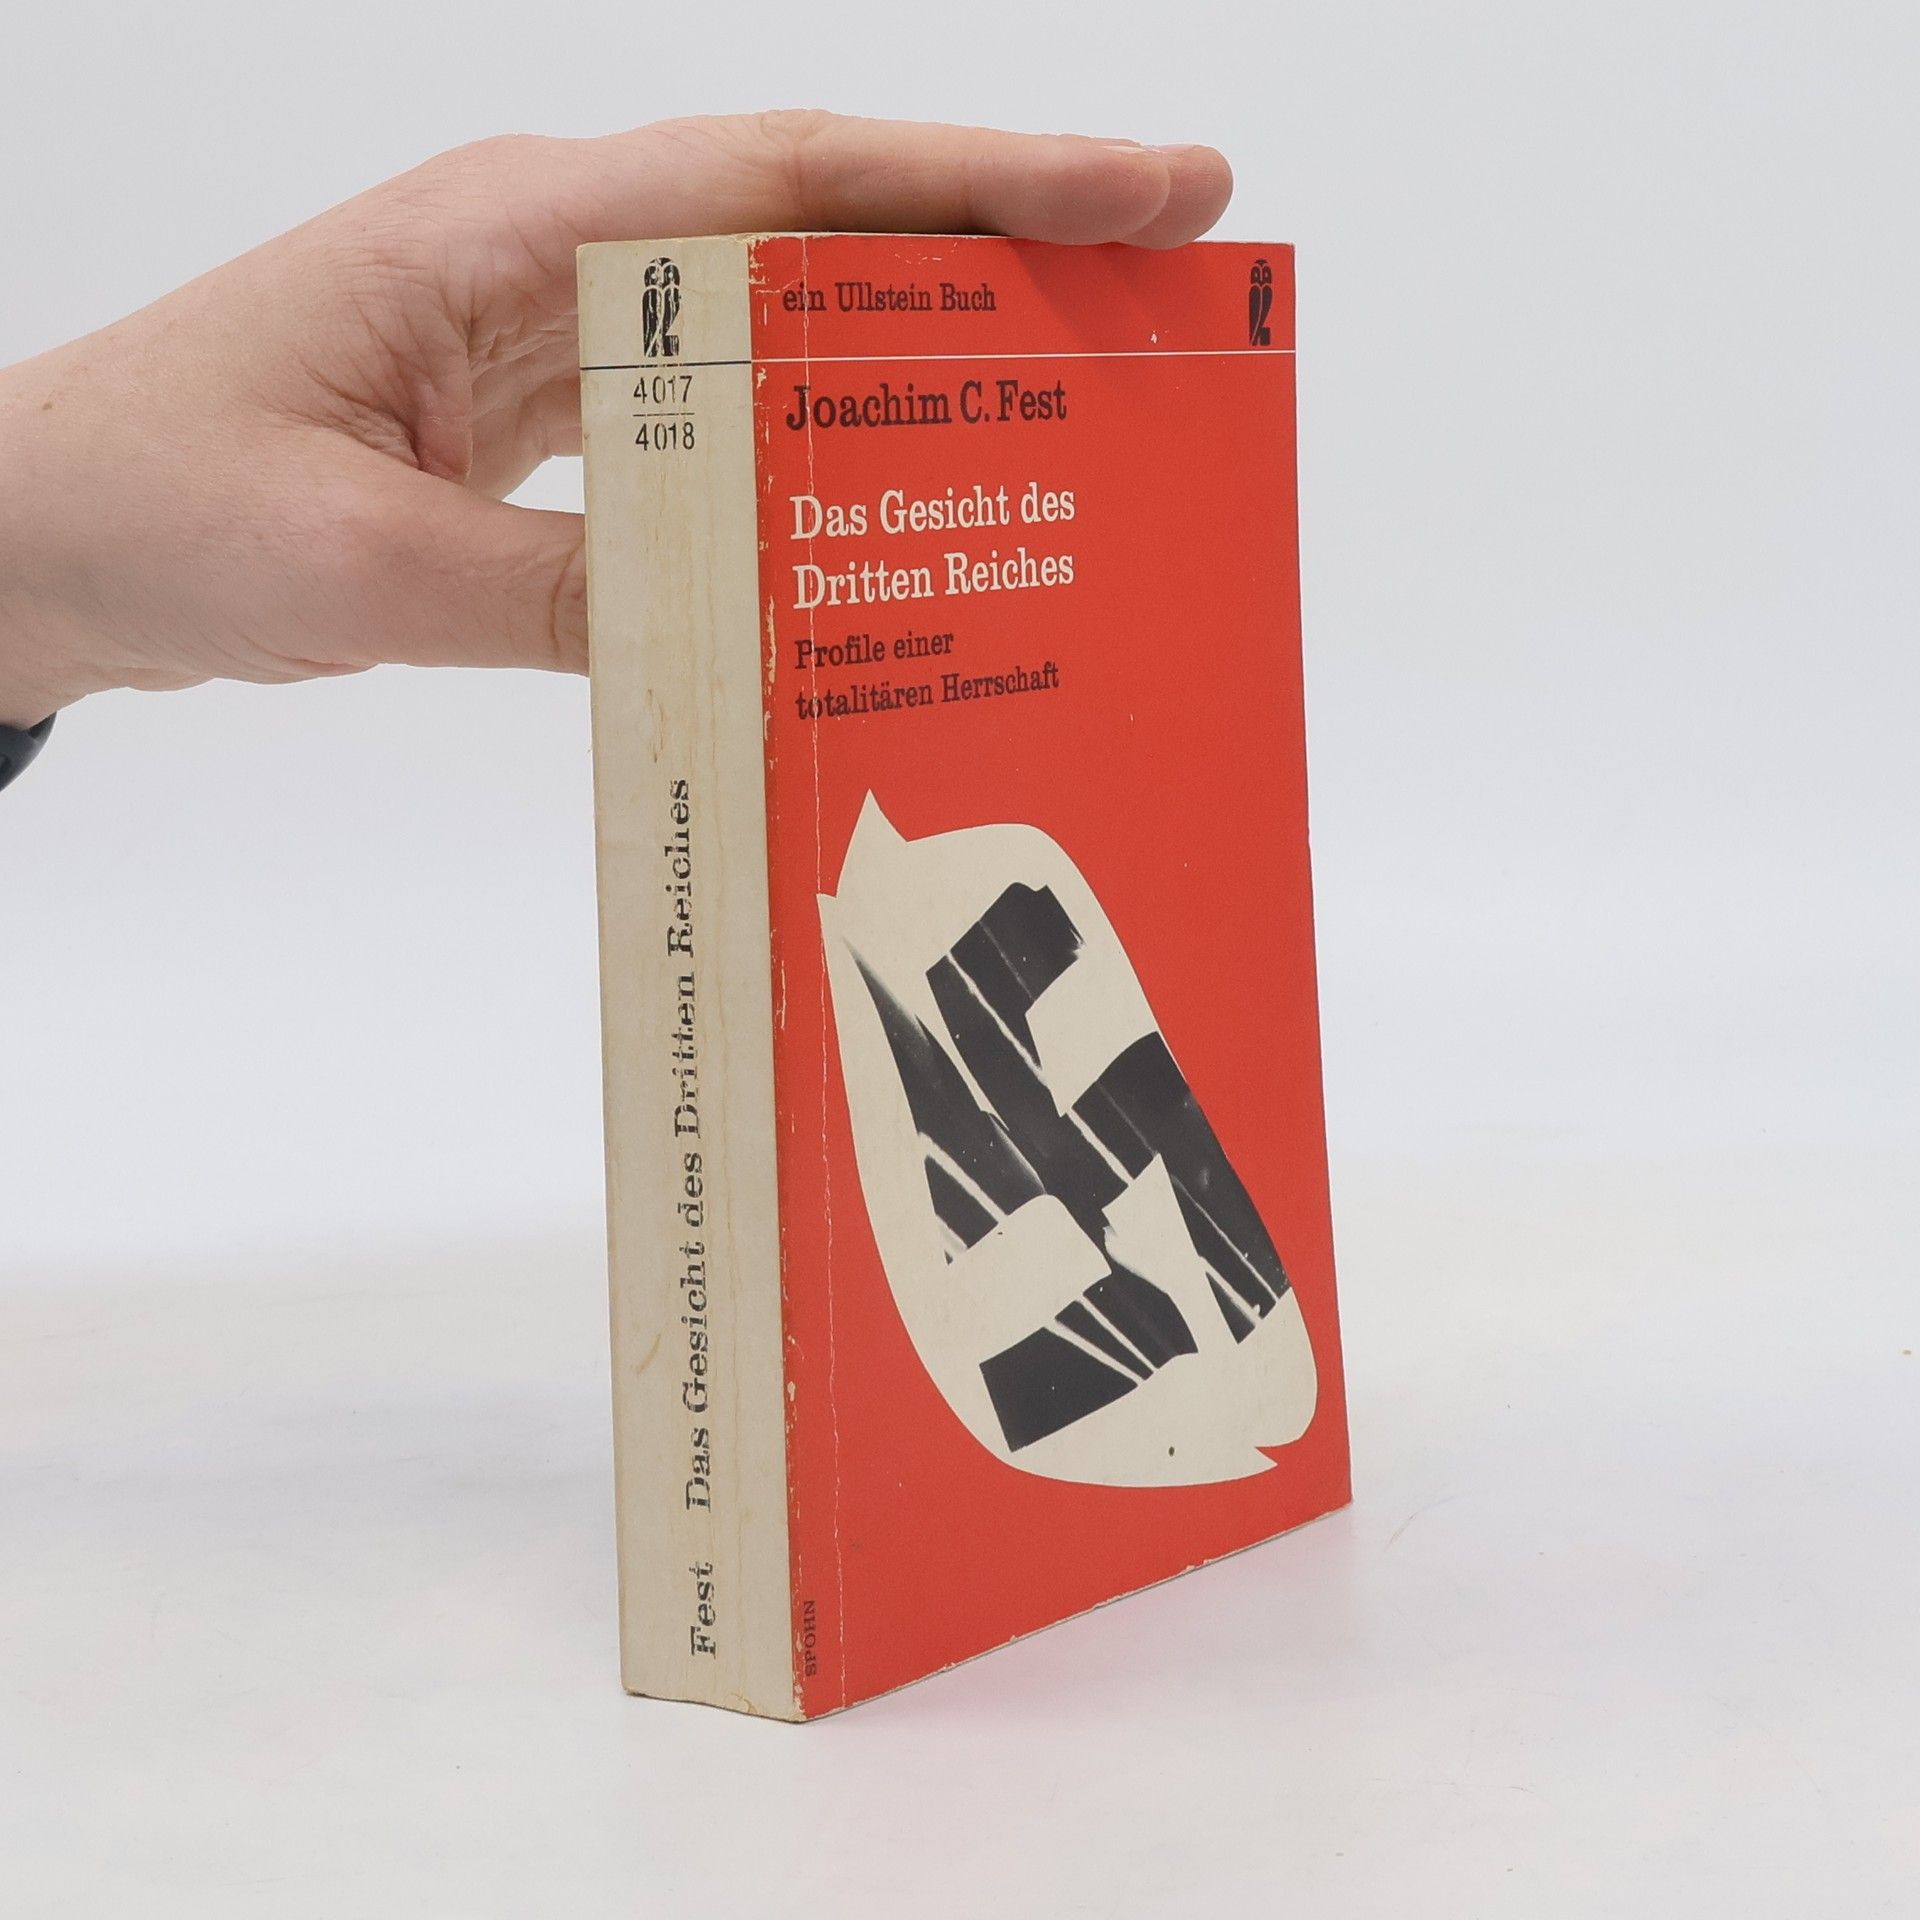 4017
4018
Fest Das Gesicht des Dritten Reiches
ein Ullstein Buch
Joachim C. Fest
Das Gesicht des
Dritten Reiches
Profile einer
totalitären Herrschaft
SPOHN